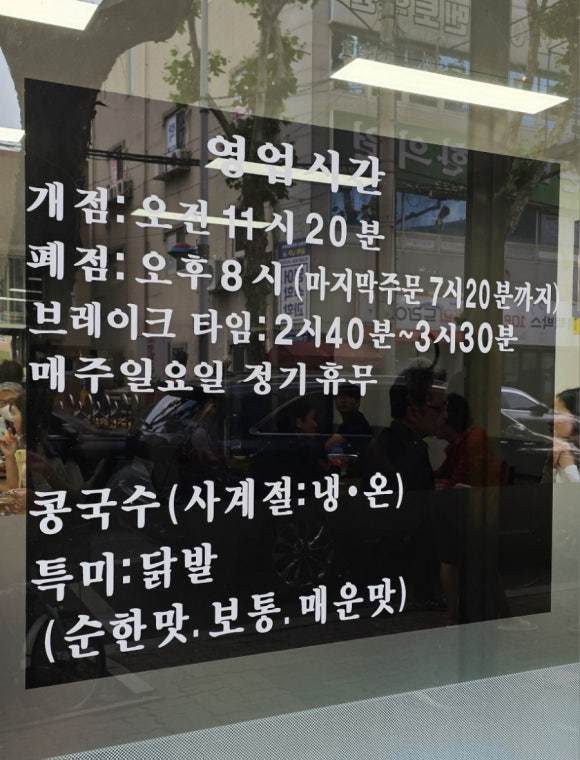 영업시간
개점: 오전 11시 20분
폐점: 오후 8시 (마지막주문 7시20분까지)
브레이크 타임: 2시40분~3시30분
매주일요일 정기휴무
콩국수(사계절:냉·온)
특미:닭발
(순한맛. 보통. 매운맛)